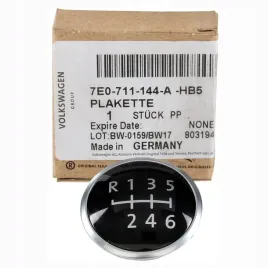 VOLKSWAGEN
GROUP
7E0-711-144-A -HB5
PLAKETTE
1 STÜCK PP
Expire Date: NONE
LOT:BW-0159/BW17 803194
Made in GERMANY
R 1 3 5
2 4 6